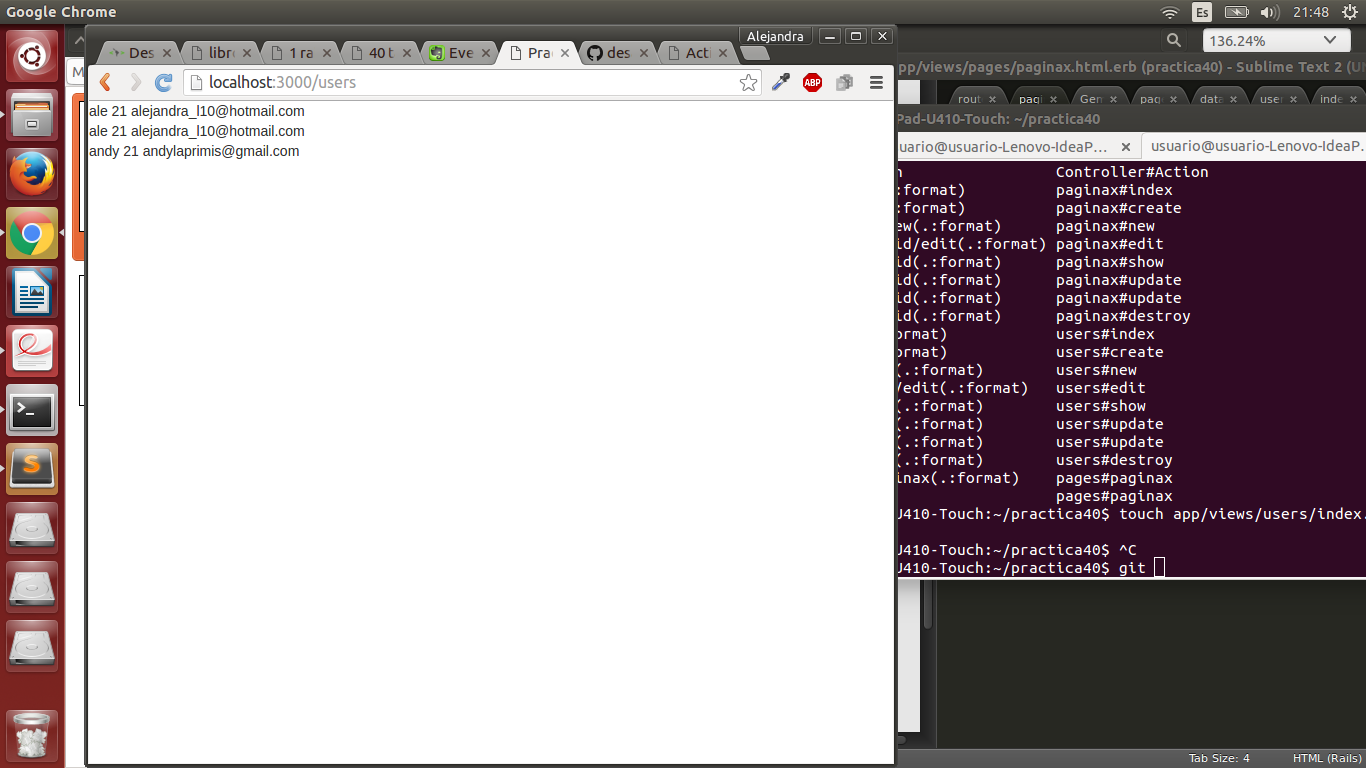 Google Chrome
Es
21:48
Alejandra
Des
libr
1 ra
40 t
Eve
Prac
des
Acti
localhost:3000/users
ale 21 alejandra_l10@hotmail.com
ale 21 alejandra_l10@hotmail.com
andy 21 andylaprimis@gmail.com
136.24%
pp/views/pages/paginax.html.erb (practica40) - Sublime Text 2 (U
rout
pagi
Gen
page
data
user
inde
Pad-U410-Touch: ~/practica40
uario@usuario-Lenovo-IdeaP...
usuario@usuario-Lenovo-IdeaP.
Controller#Action
:format) paginax#index
:format) paginax#create
ew(.:format) paginax#new
id/edit(.:format) paginax#edit
id(.:format) paginax#show
id(.:format) paginax#update
id(.:format) paginax#update
id(.:format) paginax#destroy
ormat) users#index
ormat) users#create
(.:format) users#new
/edit(.:format) users#edit
(.:format) users#show
(.:format) users#update
(.:format) users#update
(.:format) users#destroy
inax(.:format) pages#paginax
pages#paginax
U410-Touch:~/practica40$ touch app/views/users/index.
U410-Touch:~/practica40$ ^C
U410-Touch:~/practica40$ git
Tab Size: 4
HTML (Rails)
ABP